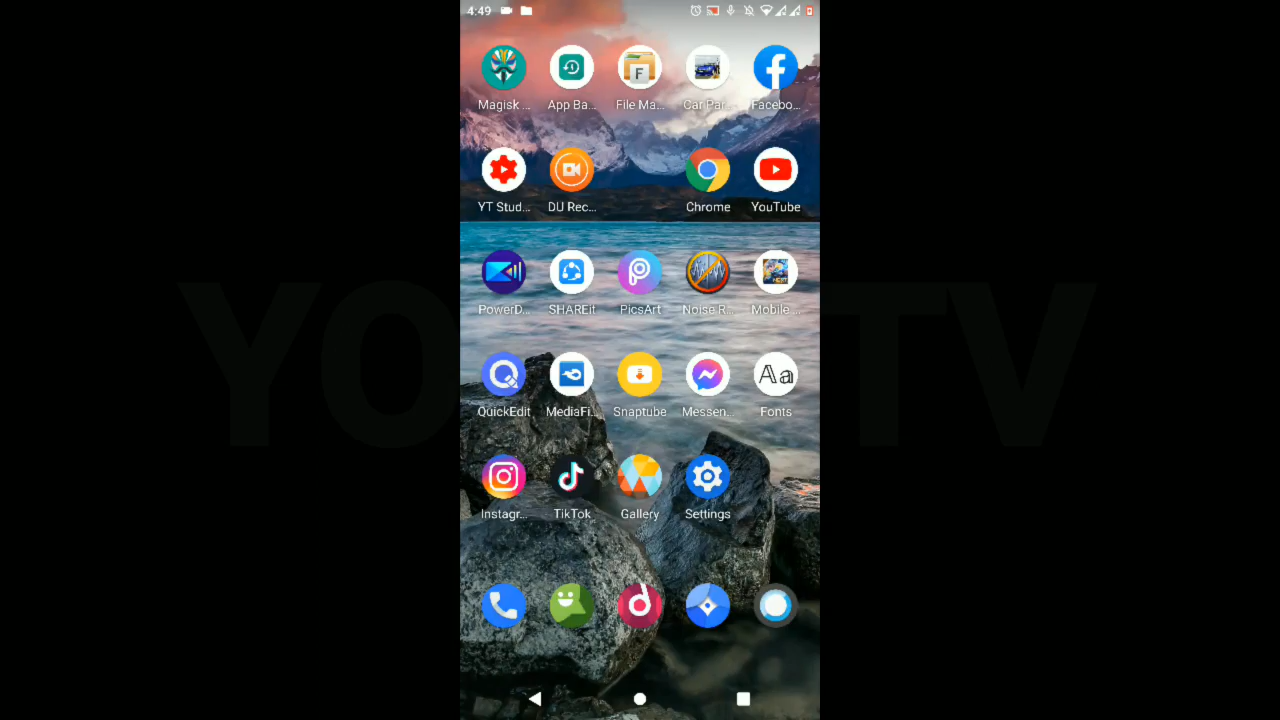 4:49
Magisk ...
App Ba...
File Ma...
Car Par...
Facebo...
YT Stud...
DU Rec...
Chrome
YouTube
PowerD...
SHAREit
PicsArt
Noise R...
Mobile ...
QuickEdit
MediaFi...
Snaptube
Messen...
Fonts
Instagr...
TikTok
Gallery
Settings